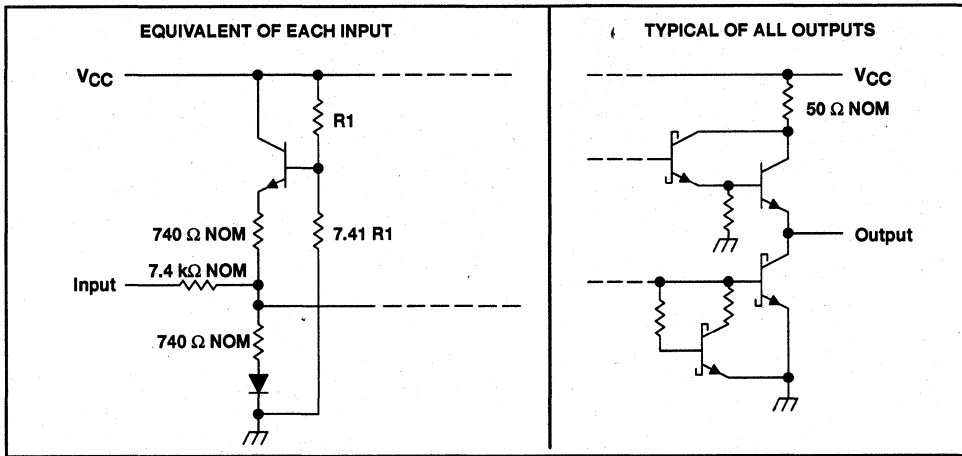 EQUIVALENT OF EACH INPUT
VCC
R1
740 Ω NOM
7.41 R1
7.4 kΩ NOM
Input
740 Ω NOM
TYPICAL OF ALL OUTPUTS
VCC
50 Ω NOM
Output